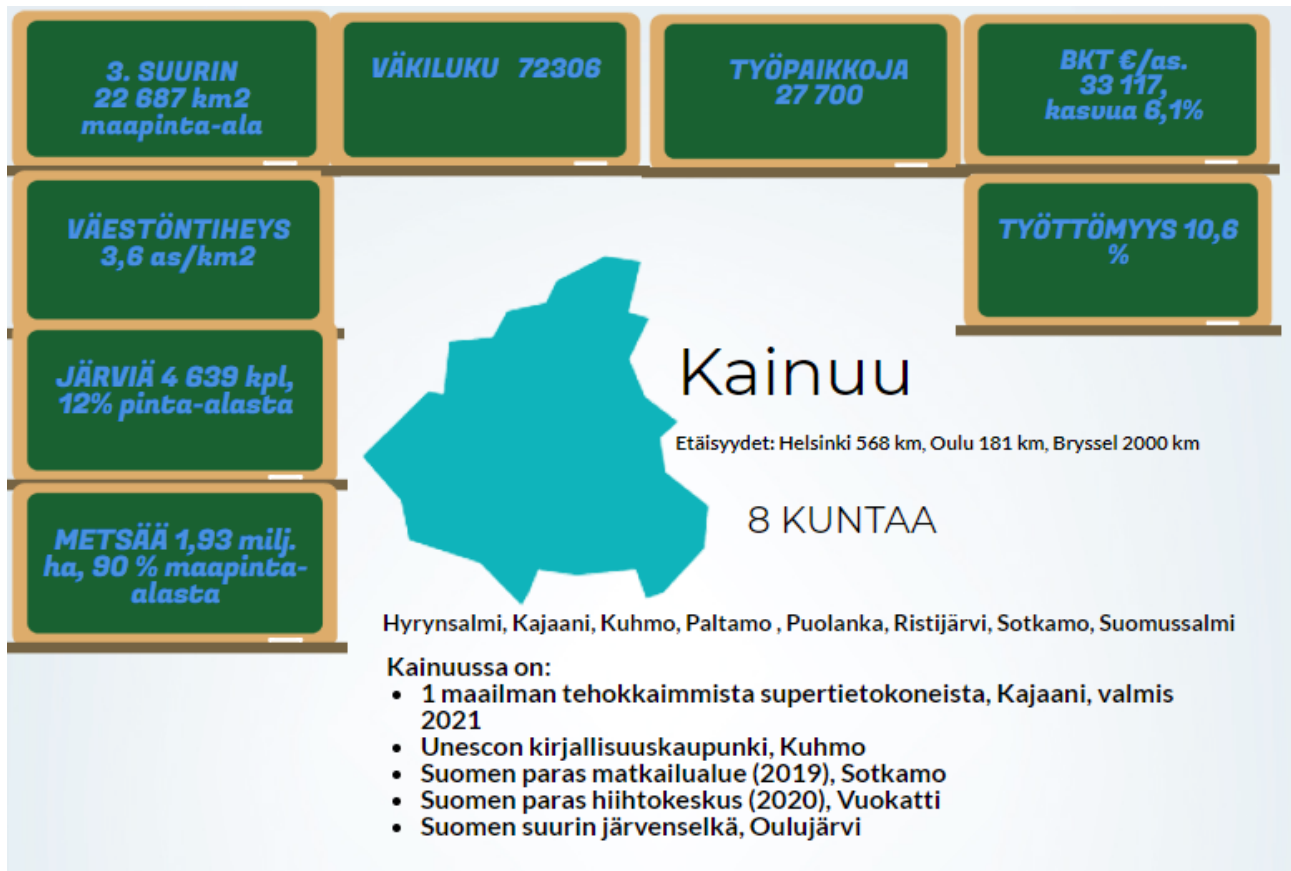 3. SUURIN
22 687 km2
maapinta-ala
VÄKILUKU 72306
TYÖPAIKKOJA
27 700
BKT €/as.
33 117,
kasvua 6,1%
VÄESTÖNTIHEYS
3,6 as/km2
TYÖTTÖMYYS 10,6
%
JÄRVIÄ 4 639 kpl,
12% pinta-alasta
METSÄÄ 1,93 milj.
ha, 90 % maapinta-
alasta
Kainuu
Etäisyydet: Helsinki 568 km, Oulu 181 km, Bryssel 2000 km
8 KUNTAA
Hyrynsalmi, Kajaani, Kuhmo, Paltamo , Puolanka, Ristijärvi, Sotkamo, Suomussalmi
Kainuussa on:
• 1 maailman tehokkaimmista supertietokoneista, Kajaani, valmis
2021
• Unescon kirjallisuuskaupunki, Kuhmo
• Suomen paras matkailualue (2019), Sotkamo
• Suomen paras hiihtokeskus (2020), Vuokatti
• Suomen suurin järvenselkä, Oulujärvi